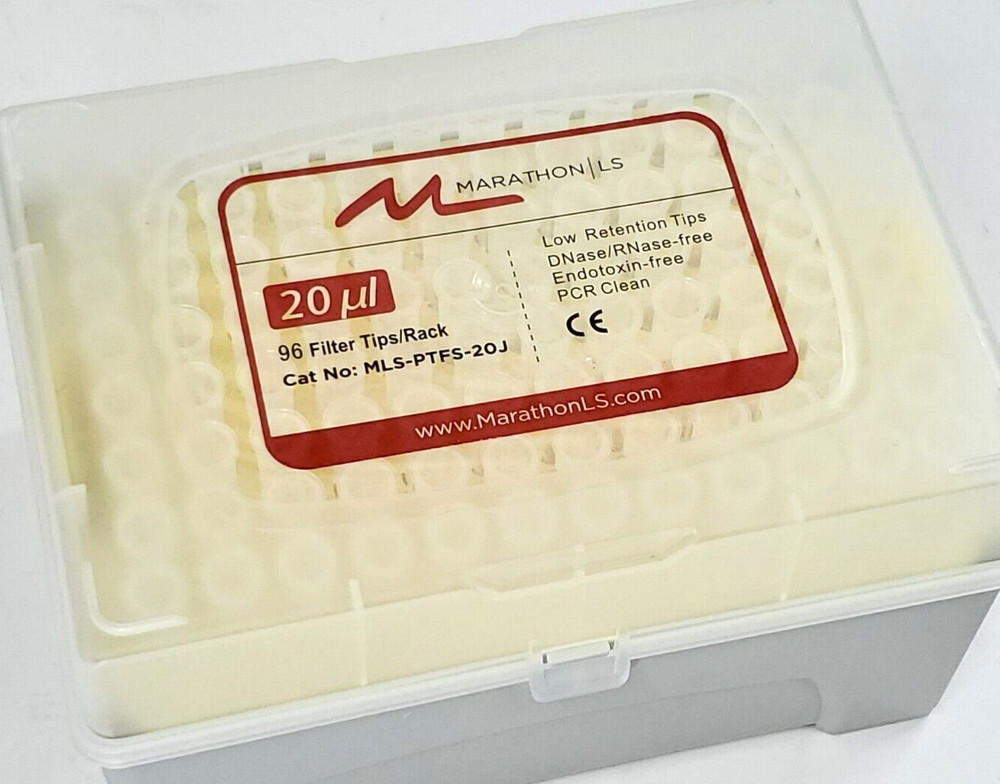 MARATHON|LS
20 µl
96 Filter Tips/Rack
Cat No: MLS-PTFS-20J
Low Retention Tips
DNase/RNase-free
Endotoxin-free
PCR Clean
CE
www.MarathonLS.com